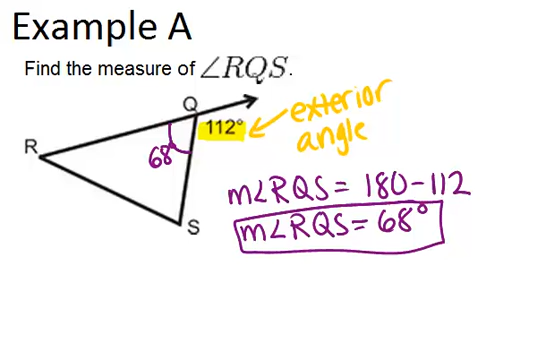 Example A
Find the measure of ∠RQS.
Q
112°
exterior
angle
R
68°
m∠RQS = 180-112
m∠RQS = 68°
S